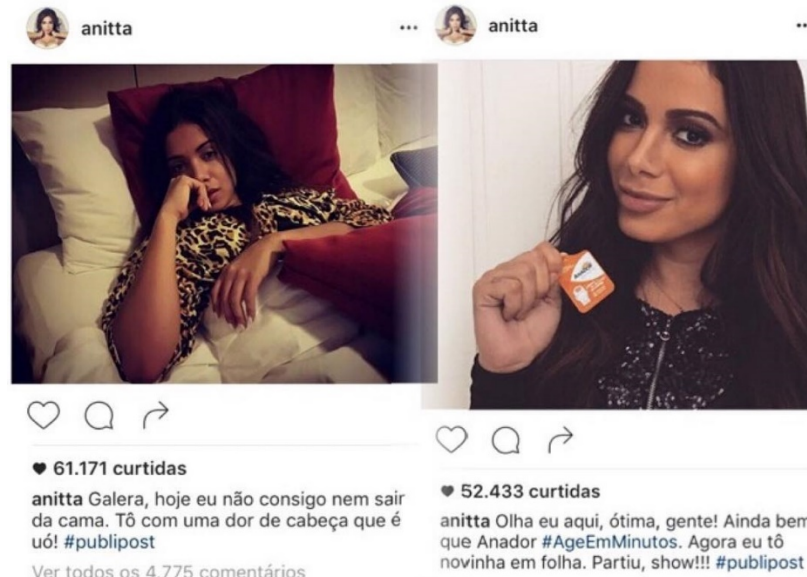 anitta
61.171 curtidas
anitta Galera, hoje eu não consigo nem sair
da cama. Tô com uma dor de cabeça que é
uó! #publipost
Ver todos os 4.775 comentários
anitta
Anador
52.433 curtidas
anitta Olha eu aqui, ótima, gente! Ainda bem
que Anador #AgeEmMinutos. Agora eu tô
novinha em folha. Partiu, show!!! #publipost